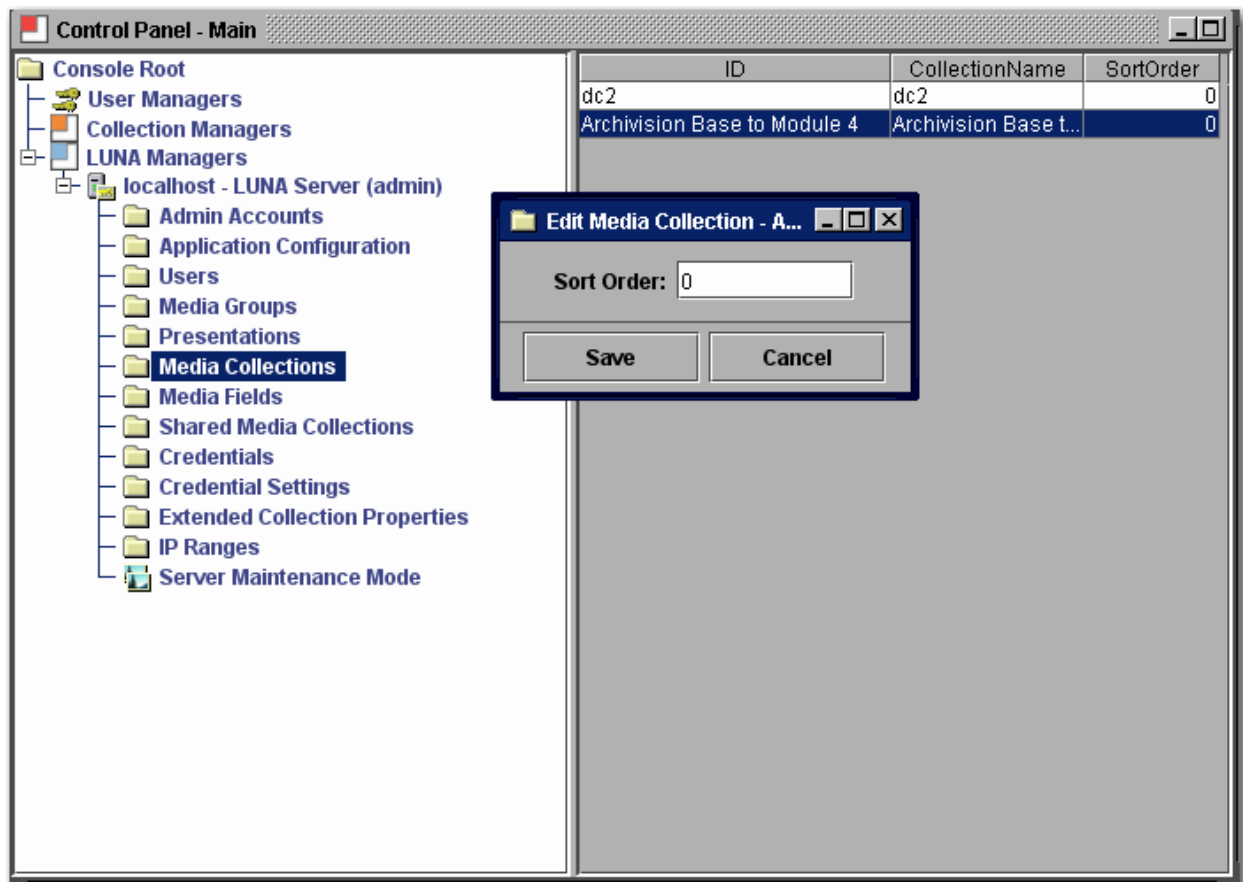 Control Panel - Main
Console Root
User Managers
Collection Managers
LUNA Managers
localhost - LUNA Server (admin)
Admin Accounts
Application Configuration
Users
Media Groups
Presentations
Media Collections
Media Fields
Shared Media Collections
Credentials
Credential Settings
Extended Collection Properties
IP Ranges
Server Maintenance Mode
ID CollectionName SortOrder
dc2 dc2 0
Archivision Base to Module 4 Archivision Base t... 0
Edit Media Collection - A...
Sort Order: 0
Save Cancel